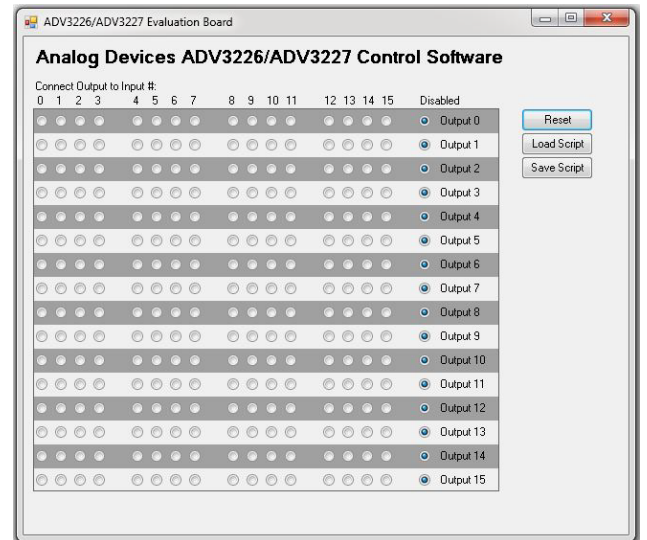 ADV3226/ADV3227 Evaluation Board
Analog Devices ADV3226/ADV3227 Control Software
Connect Output to Input #:
0 1 2 3 4 5 6 7 8 9 10 11 12 13 14 15 Disabled
Output 0 Reset
Output 1 Load Script
Output 2 Save Script
Output 3
Output 4
Output 5
Output 6
Output 7
Output 8
Output 9
Output 10
Output 11
Output 12
Output 13
Output 14
Output 15